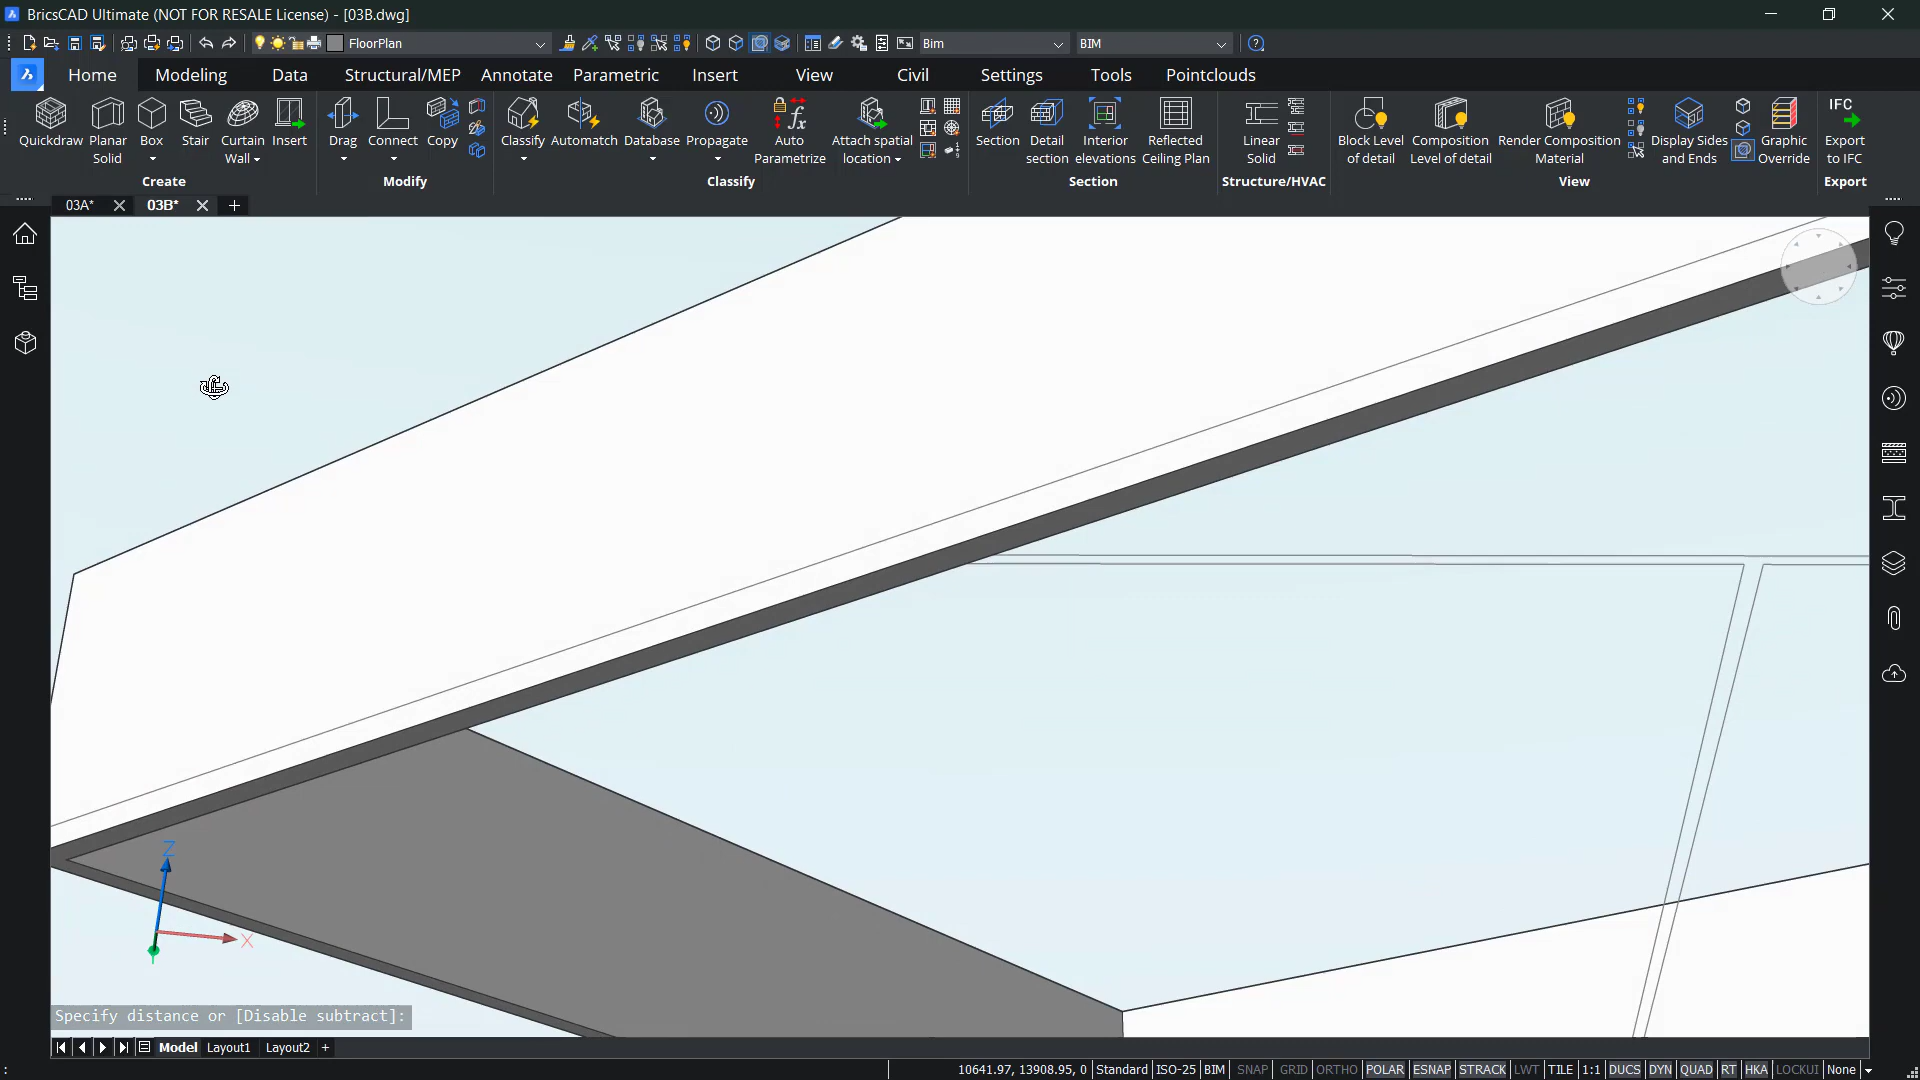 BricsCAD Ultimate (NOT FOR RESALE License) - [03B.dwg]
FloorPlan Bim BIM
Home Modeling Data Structural/MEP Annotate Parametric Insert View Civil Settings Tools Pointclouds
Quickdraw Planar Solid Box Stair Curtain Wall Insert
Create
Drag Connect Copy
Modify
Classify Automatch Database Propagate Auto Parametrize Attach spatial location
Classify
Section Detail section Interior elevations Reflected Ceiling Plan
Section
Linear Solid
Structure/HVAC
Block Level of detail Composition Level of detail Render Composition Material Display Sides and Ends Graphic Override
View
IFC
Export to IFC
Export
03A* 03B*
Z
X
Specify distance or [Disable subtract]:
Model Layout1 Layout2 +
: 10641.97, 13908.95, 0 Standard ISO-25 BIM SNAP GRID ORTHO POLAR ESNAP STRACK LWT TILE 1:1 DUCS DYN QUAD RT HKA LOCKUI None